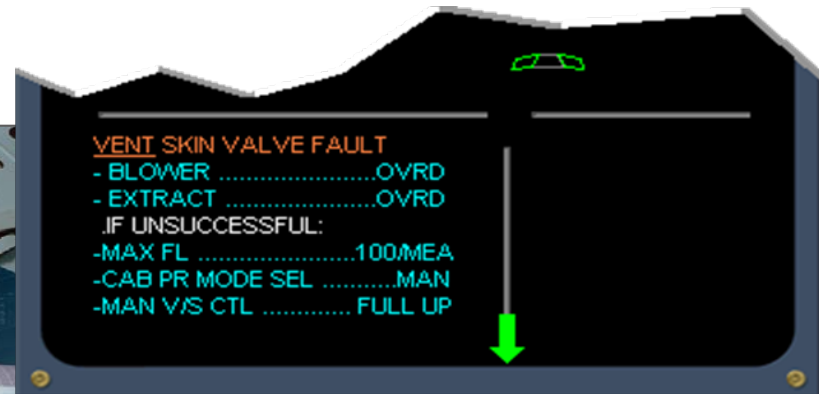 VENT SKIN VALVE FAULT
- BLOWER .......................OVRD
- EXTRACT ......................OVRD
.IF UNSUCCESSFUL:
-MAX FL .......................100/MEA
-CAB PR MODE SEL ...........MAN
-MAN V/S CTL ............. FULL UP